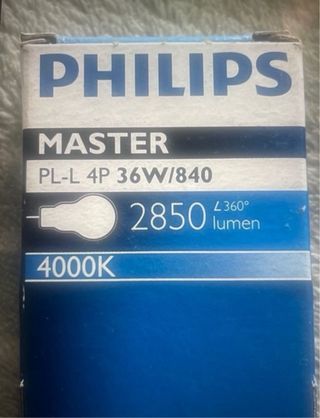 PHILIPS
MASTER
PL-L 4P 36W/840
2850 ∠360° lumen
4000K